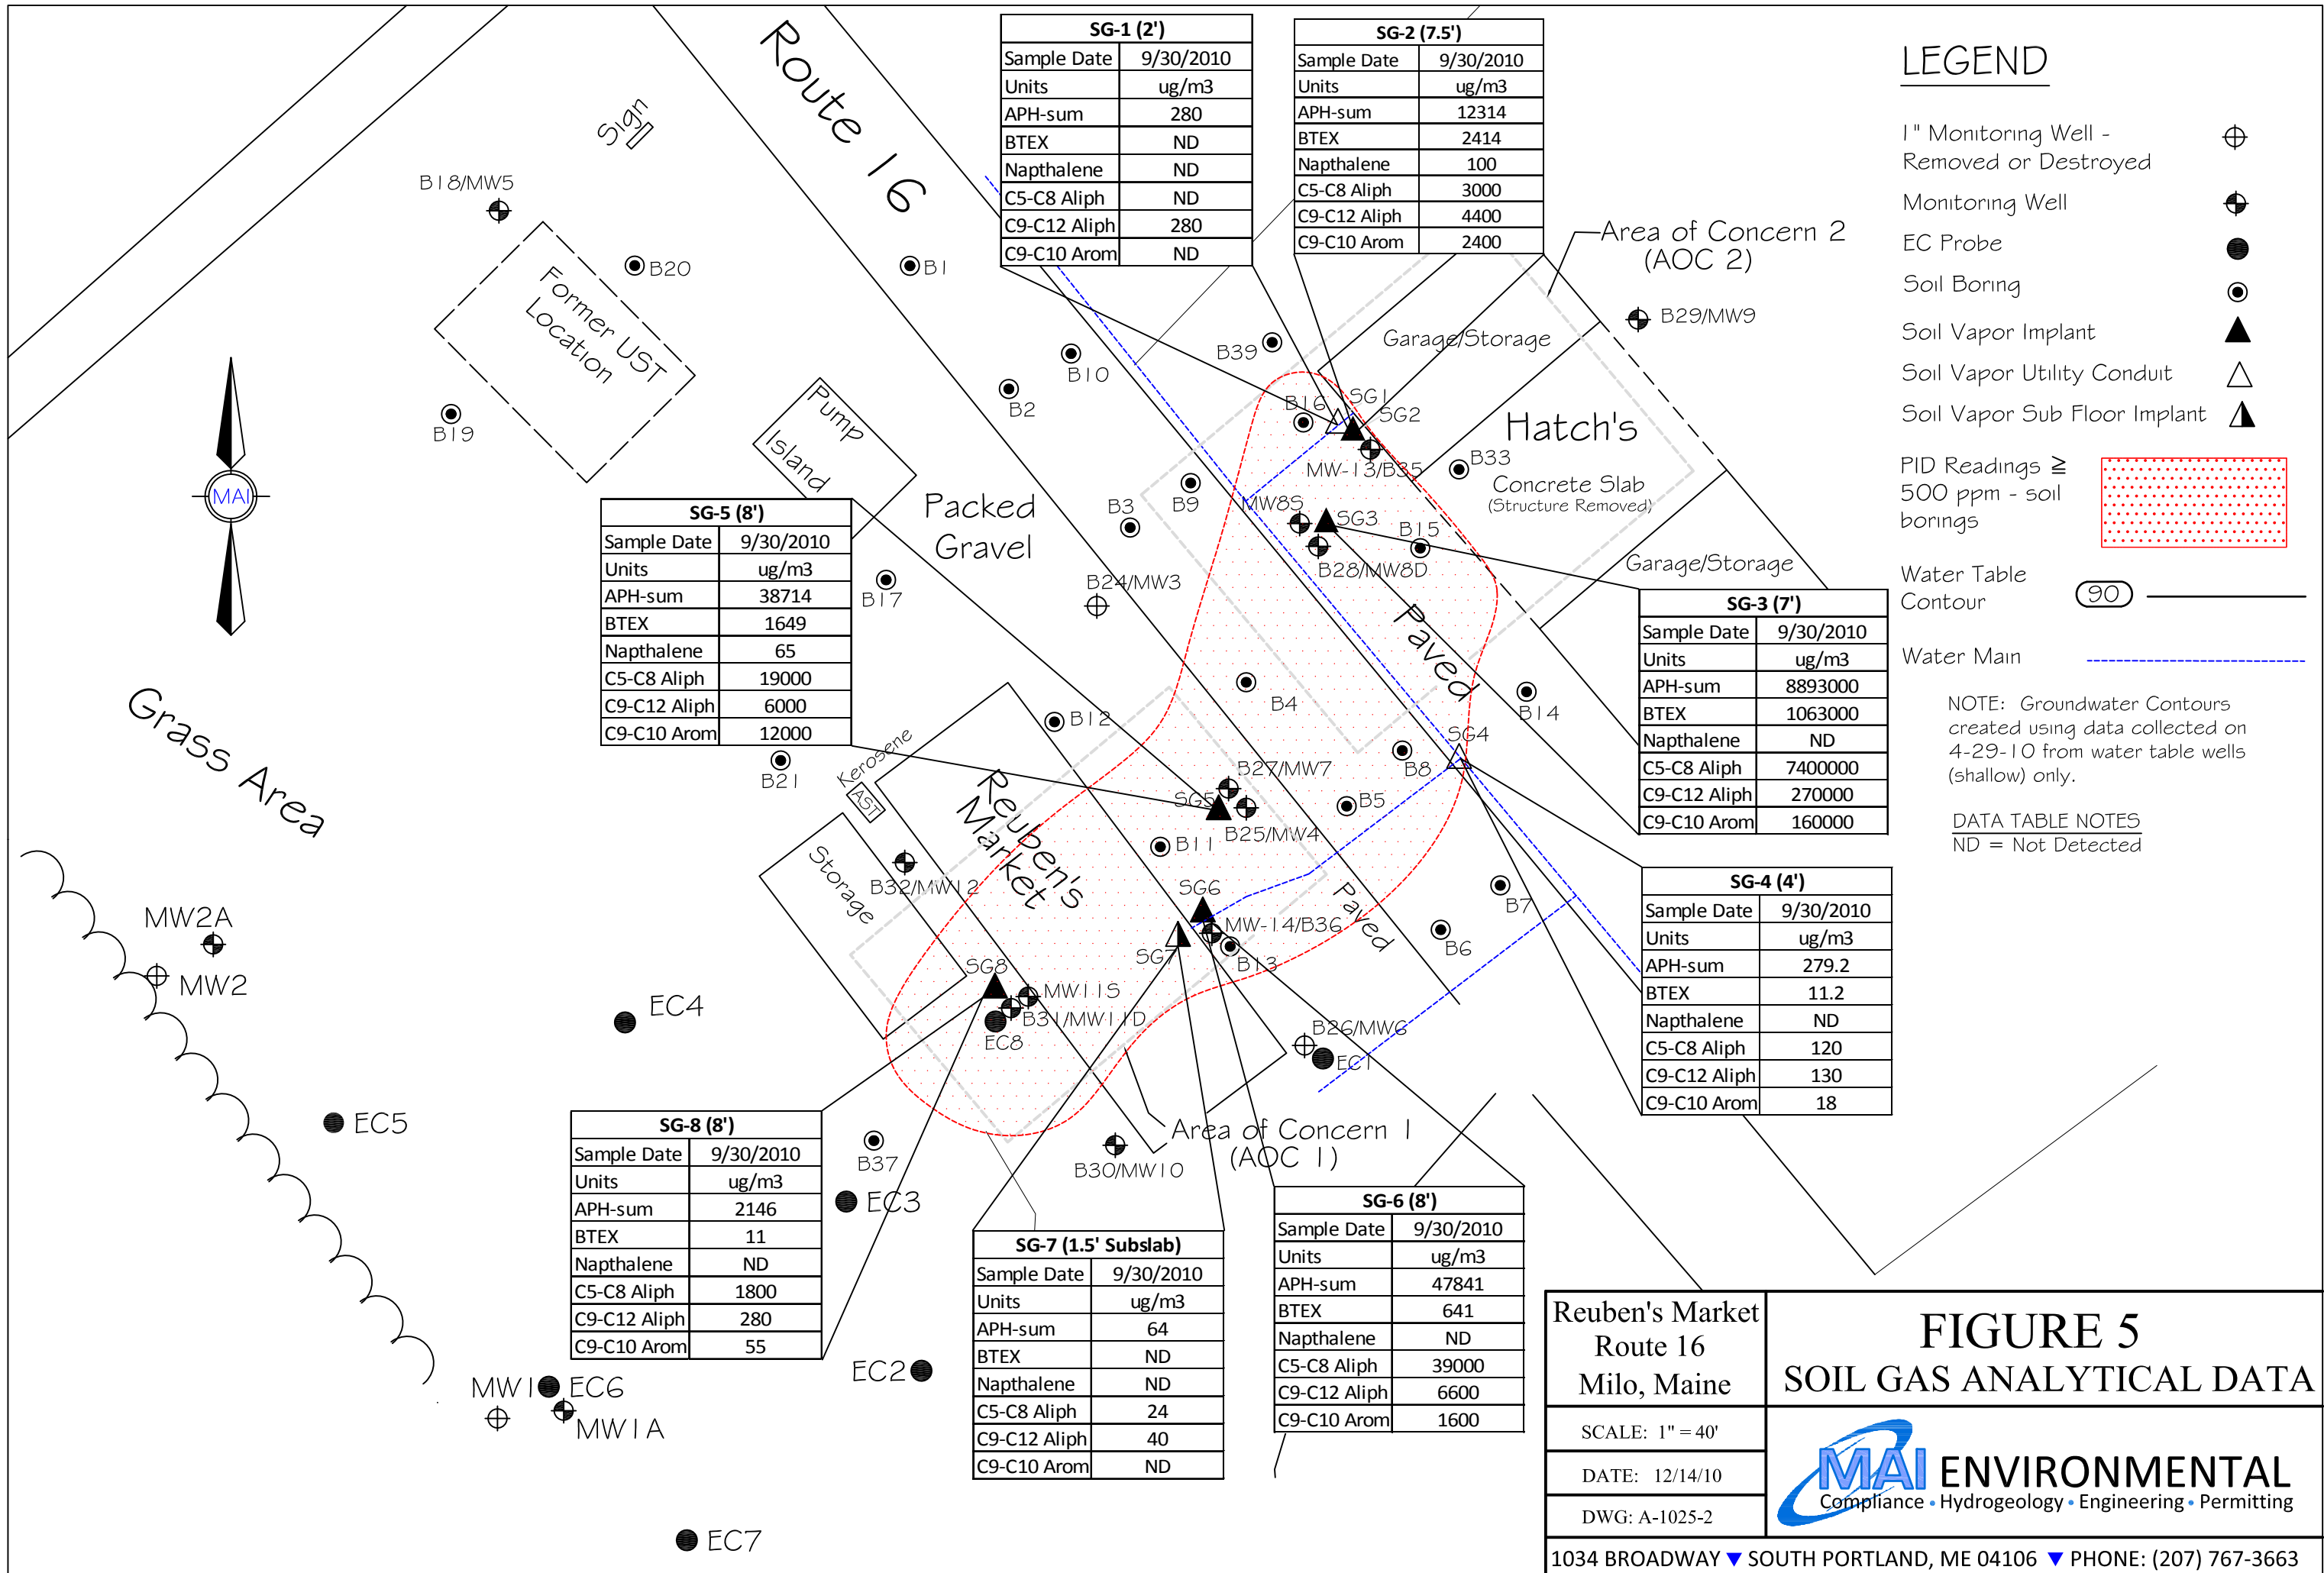 Route 16
Sign
B18/MW5
B20
B1
Former UST
Location
B19
B10
B2
Pump
Island
MAI
Packed
Gravel
B3
B9
B17
B24/MW3
Grass Area
B21
B12
Kerosene
AST
Storage
Reuben's
Market
B32/MW12
B27/MW7
SG5
B25/MW4
B11
B4
B8
B5
SG4
B14
Paved
Paved
SG6
MW-14/B36
SG7
B13
SG8
MW11S
B31/MW11D
EC8
B26/MW6
EC1
B6
B7
B39
B16
SG1
SG2
MW-13/B35
MW8S
SG3
B28/MW8D
B15
B33
Garage/Storage
Hatch's
Concrete Slab
(Structure Removed)
Garage/Storage
Area of Concern 2
(AOC 2)
B29/MW9
MW2A
MW2
EC4
EC5
B37
EC3
B30/MW10
Area of Concern 1
(AOC 1)
EC2
MW1
EC6
MW1A
EC7
SG-1 (2')
Sample Date 9/30/2010
Units ug/m3
APH-sum 280
BTEX ND
Napthalene ND
C5-C8 Aliph ND
C9-C12 Aliph 280
C9-C10 Arom ND
SG-2 (7.5')
Sample Date 9/30/2010
Units ug/m3
APH-sum 12314
BTEX 2414
Napthalene 100
C5-C8 Aliph 3000
C9-C12 Aliph 4400
C9-C10 Arom 2400
SG-5 (8')
Sample Date 9/30/2010
Units ug/m3
APH-sum 38714
BTEX 1649
Napthalene 65
C5-C8 Aliph 19000
C9-C12 Aliph 6000
C9-C10 Arom 12000
SG-3 (7')
Sample Date 9/30/2010
Units ug/m3
APH-sum 8893000
BTEX 1063000
Napthalene ND
C5-C8 Aliph 7400000
C9-C12 Aliph 270000
C9-C10 Arom 160000
SG-4 (4')
Sample Date 9/30/2010
Units ug/m3
APH-sum 279.2
BTEX 11.2
Napthalene ND
C5-C8 Aliph 120
C9-C12 Aliph 130
C9-C10 Arom 18
SG-8 (8')
Sample Date 9/30/2010
Units ug/m3
APH-sum 2146
BTEX 11
Napthalene ND
C5-C8 Aliph 1800
C9-C12 Aliph 280
C9-C10 Arom 55
SG-7 (1.5' Subslab)
Sample Date 9/30/2010
Units ug/m3
APH-sum 64
BTEX ND
Napthalene ND
C5-C8 Aliph 24
C9-C12 Aliph 40
C9-C10 Arom ND
SG-6 (8')
Sample Date 9/30/2010
Units ug/m3
APH-sum 47841
BTEX 641
Napthalene ND
C5-C8 Aliph 39000
C9-C12 Aliph 6600
C9-C10 Arom 1600
LEGEND
1" Monitoring Well -
Removed or Destroyed
Monitoring Well
EC Probe
Soil Boring
Soil Vapor Implant
Soil Vapor Utility Conduit
Soil Vapor Sub Floor Implant
PID Readings ≧
500 ppm - soil
borings
Water Table
Contour
90
Water Main
NOTE: Groundwater Contours
created using data collected on
4-29-10 from water table wells
(shallow) only.
DATA TABLE NOTES
ND = Not Detected
Reuben's Market
Route 16
Milo, Maine
SCALE: 1" = 40'
DATE: 12/14/10
DWG: A-1025-2
FIGURE 5
SOIL GAS ANALYTICAL DATA
MAI ENVIRONMENTAL
Compliance • Hydrogeology • Engineering • Permitting
1034 BROADWAY ▼ SOUTH PORTLAND, ME 04106 ▼ PHONE: (207) 767-3663